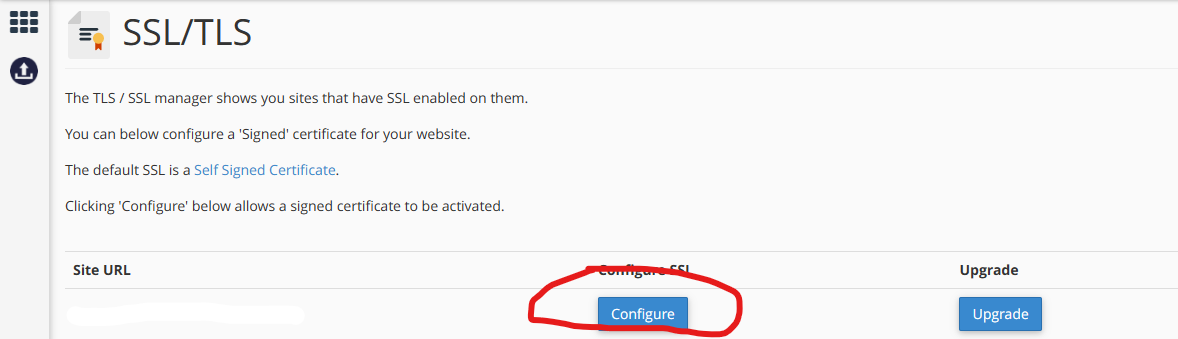 SSL/TLS
The TLS / SSL manager shows you sites that have SSL enabled on them.
You can below configure a 'Signed' certificate for your website.
The default SSL is a Self Signed Certificate.
Clicking 'Configure' below allows a signed certificate to be activated.
Site URL Configure SSL Upgrade
Configure Upgrade